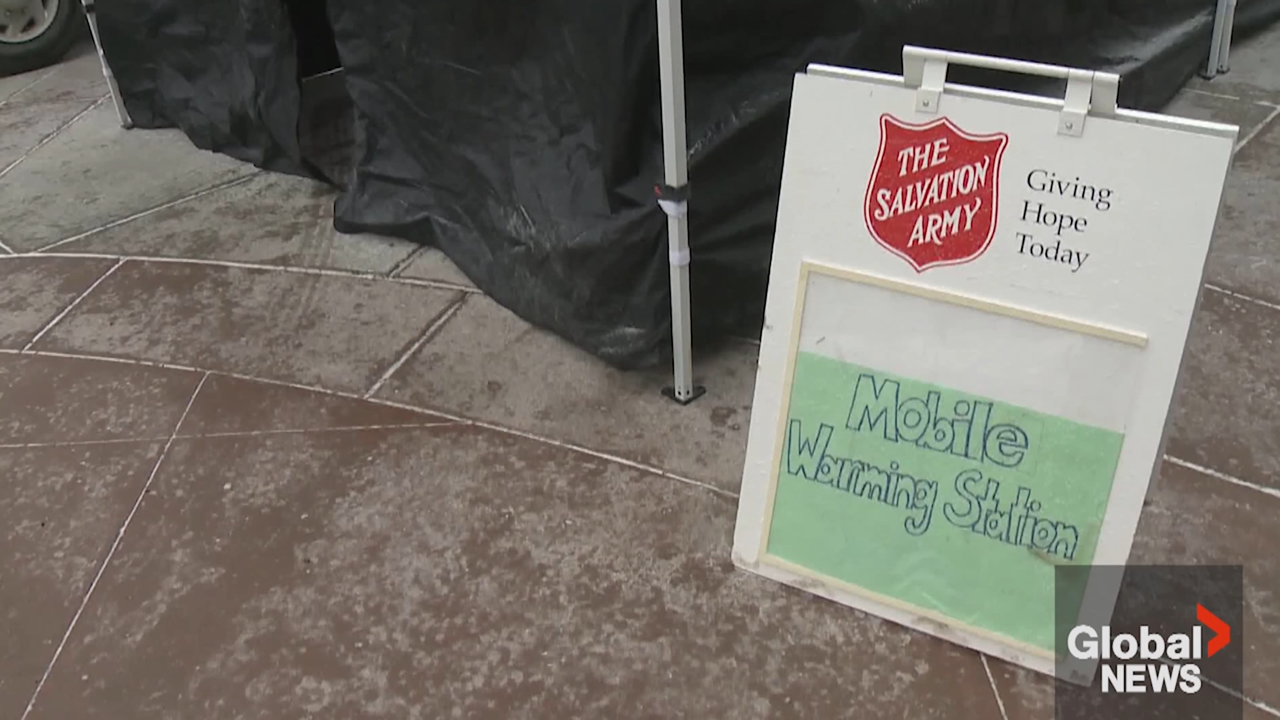 THE
SALVATION
ARMY
Giving
Hope
Today
Mobile
Warming Station
Global
NEWS